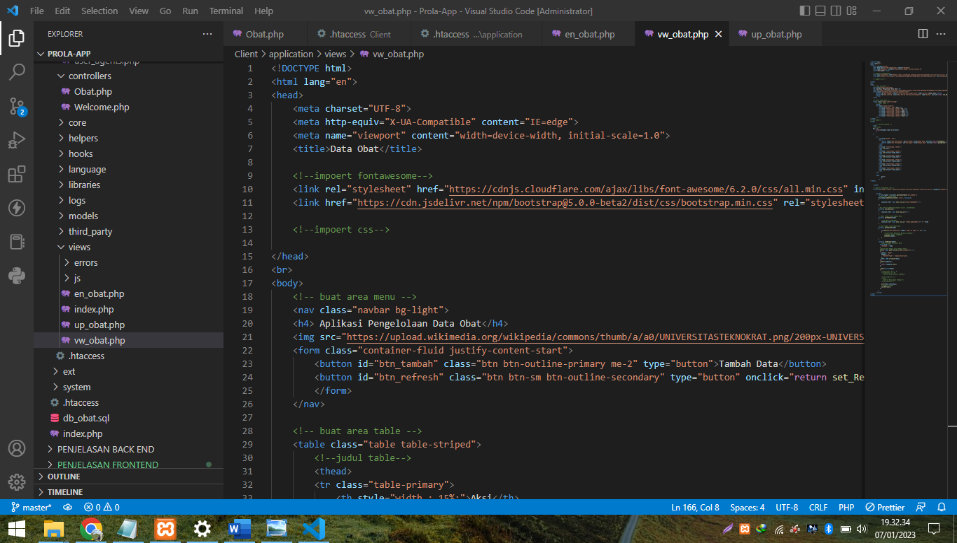 File Edit Selection View Go Run Terminal Help vw_obat.php - Prola-App - Visual Studio Code [Administrator]
EXPLORER
Obat.php .htaccess Client .htaccess ...\application en_obat.php vw_obat.php up_obat.php
PROLA-APP
Client > application > views > vw_obat.php
user_agents.php
controllers
Obat.php
Welcome.php
core
helpers
hooks
language
libraries
logs
models
third_party
views
errors
js
en_obat.php
index.php
up_obat.php
vw_obat.php
.htaccess
ext
system
.htaccess
db_obat.sql
index.php
PENJELASAN BACK END
PENJELASAN FRONTEND
OUTLINE
TIMELINE
2
1 <!DOCTYPE html>
2 <html lang="en">
3 <head>
4 <meta charset="UTF-8">
5 <meta http-equiv="X-UA-Compatible" content="IE=edge">
6 <meta name="viewport" content="width=device-width, initial-scale=1.0">
7 <title>Data Obat</title>
8
9 <!--impoert fontawesome-->
10 <link rel="stylesheet" href="https://cdnjs.cloudflare.com/ajax/libs/font-awesome/6.2.0/css/all.min.css" in
11 <link href="https://cdn.jsdelivr.net/npm/bootstrap@5.0.0-beta2/dist/css/bootstrap.min.css" rel="stylesheet
12
13 <!--impoert css-->
14
15 </head>
16 <br>
17 <body>
18 <!-- buat area menu -->
19 <nav class="navbar bg-light">
20 <h4> Aplikasi Pengelolaan Data Obat</h4>
21 <img src="https://upload.wikimedia.org/wikipedia/commons/thumb/a/a0/UNIVERSITASTEKNOKRAT.png/200px-UNIVERS
22 <form class="container-fluid justify-content-start">
23 <button id="btn_tambah" class="btn btn-outline-primary me-2" type="button">Tambah Data</button>
24 <button id="btn_refresh" class="btn btn-sm btn-outline-secondary" type="button" onclick="return set_Re
25 </form>
26 </nav>
27
28 <!-- buat area table -->
29 <table class="table table-striped">
30 <!--judul table-->
31 <thead>
32 <tr class="table-primary">
33 <th style="width : 15%;">Aksi</th>
master* 0 0 Ln 166, Col 8 Spaces: 4 UTF-8 CRLF PHP Prettier
19.32.34
07/01/2023